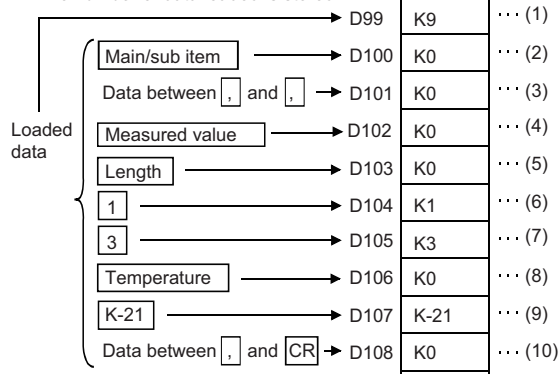 D99 K9 ··· (1)
Main/sub item D100 K0 ··· (2)
Data between , and , D101 K0 ··· (3)
Loaded data
Measured value D102 K0 ··· (4)
Length D103 K0 ··· (5)
1 D104 K1 ··· (6)
3 D105 K3 ··· (7)
Temperature D106 K0 ··· (8)
K-21 D107 K-21 ··· (9)
Data between , and CR D108 K0 ··· (10)